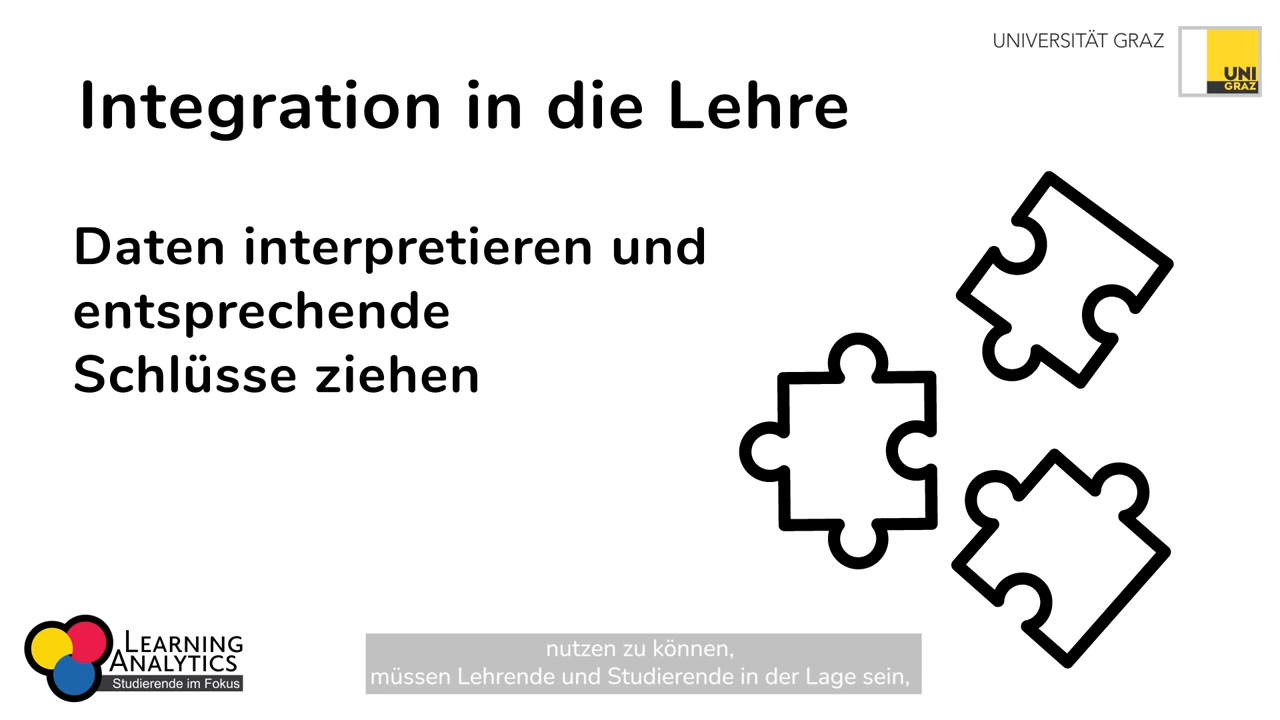 UNIVERSITÄT GRAZ
UNI
GRAZ
Integration in die Lehre
Daten interpretieren und
entsprechende
Schlüsse ziehen
LEARNING
ANALYTICS
Studierende im Fokus
nutzen zu können,
müssen Lehrende und Studierende in der Lage sein,